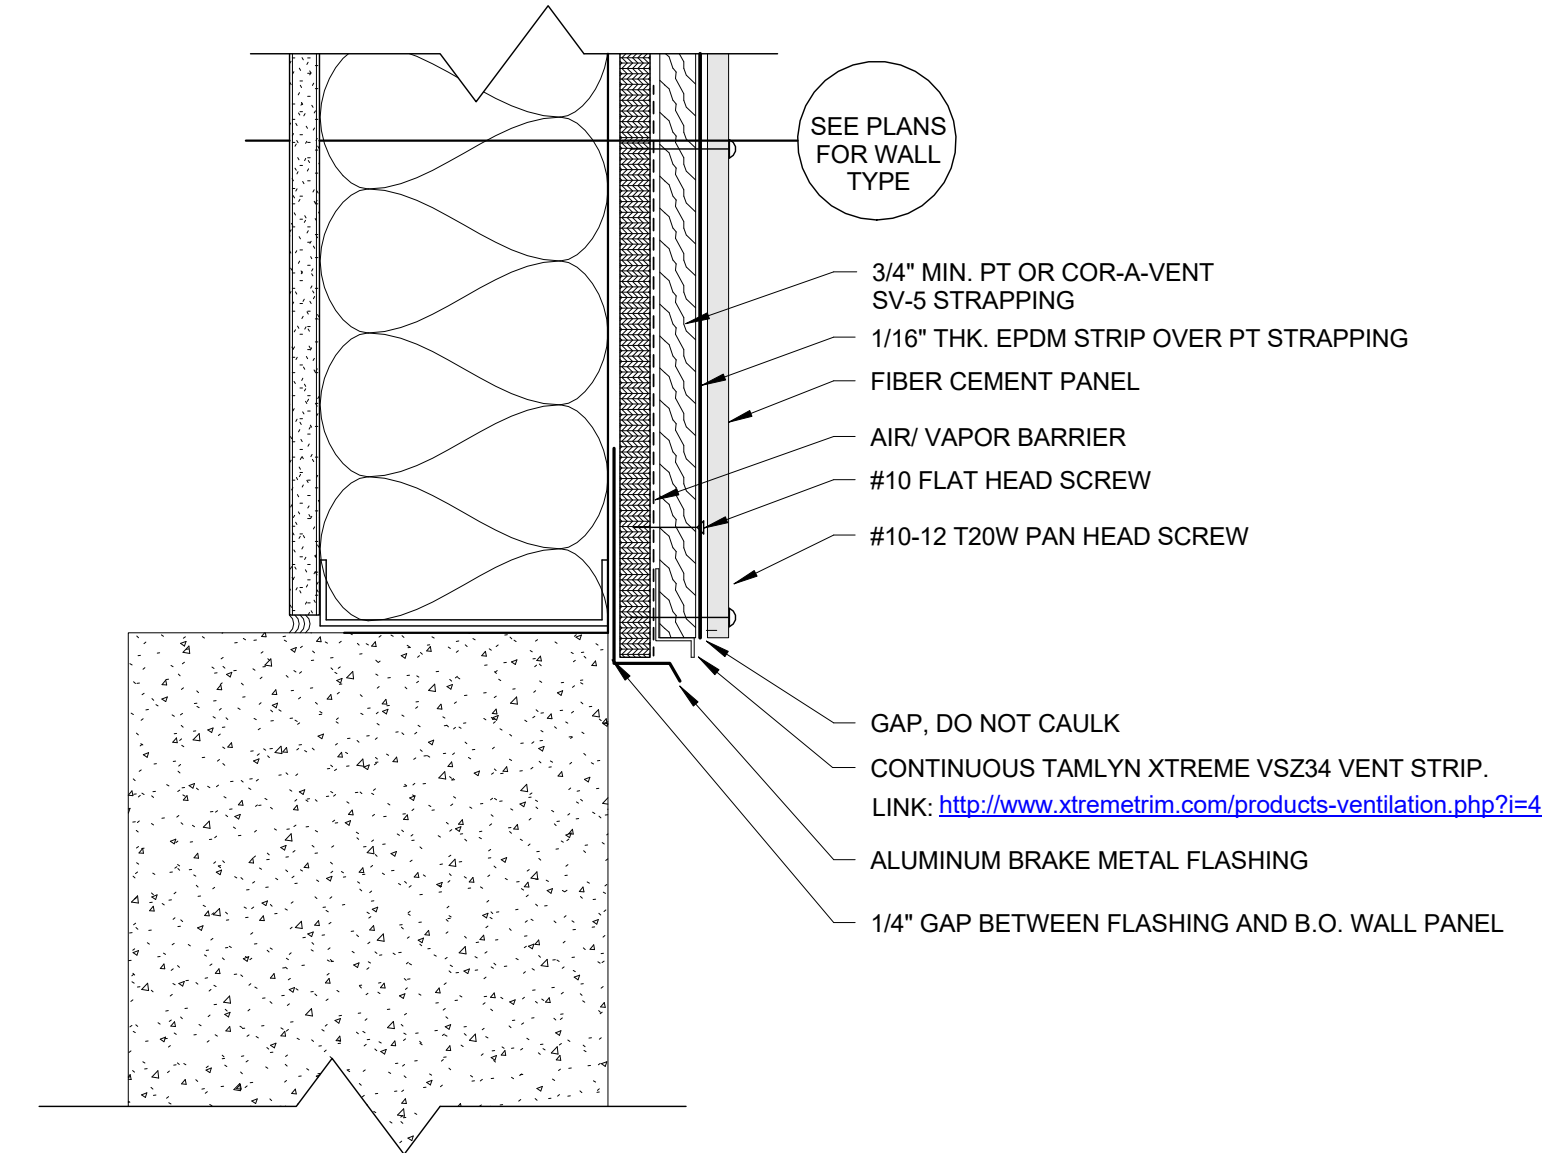 SEE PLANS
FOR WALL
TYPE
3/4" MIN. PT OR COR-A-VENT
SV-5 STRAPPING
1/16" THK. EPDM STRIP OVER PT STRAPPING
FIBER CEMENT PANEL
AIR/ VAPOR BARRIER
#10 FLAT HEAD SCREW
#10-12 T20W PAN HEAD SCREW
GAP, DO NOT CAULK
CONTINUOUS TAMLYN XTREME VSZ34 VENT STRIP.
LINK: http://www.xtremetrim.com/products-ventilation.php?i=4
ALUMINUM BRAKE METAL FLASHING
1/4" GAP BETWEEN FLASHING AND B.O. WALL PANEL